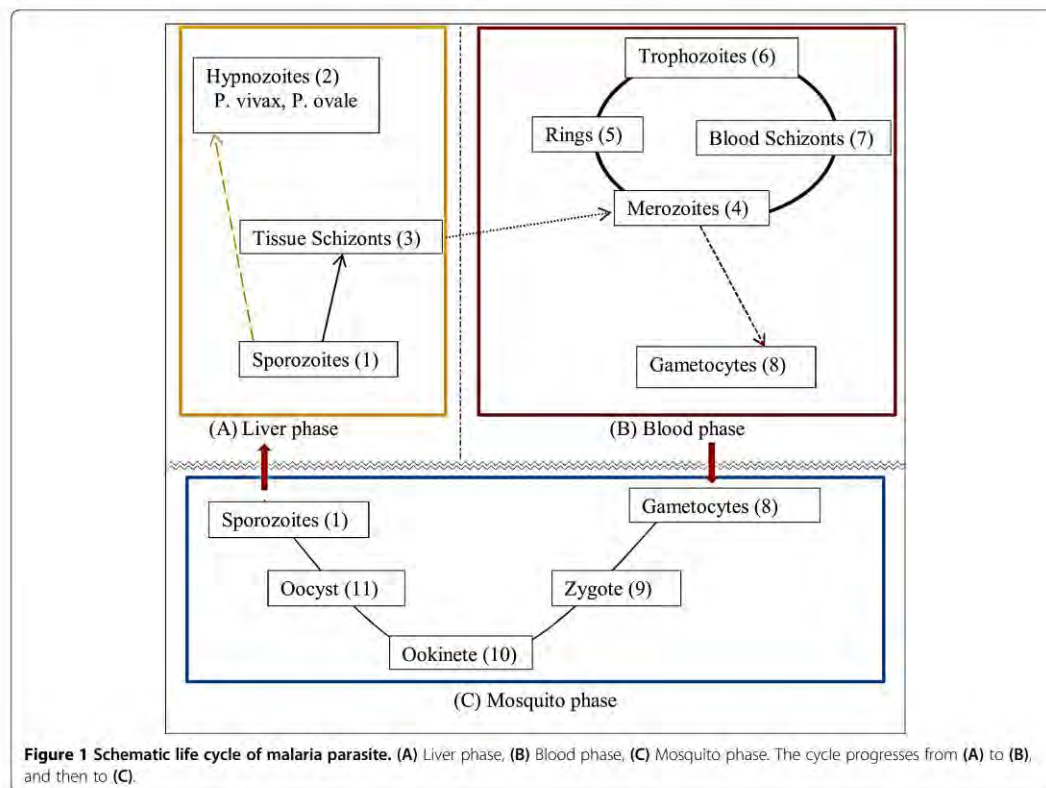 Hypnozoites (2)
P. vivax, P. ovale
Tissue Schizonts (3)
Sporozoites (1)
(A) Liver phase
Trophozoites (6)
Rings (5)
Blood Schizonts (7)
Merozoites (4)
Gametocytes (8)
(B) Blood phase
Sporozoites (1)
Gametocytes (8)
Oocyst (11)
Zygote (9)
Ookinete (10)
(C) Mosquito phase
Figure 1 Schematic life cycle of malaria parasite. (A) Liver phase, (B) Blood phase, (C) Mosquito phase. The cycle progresses from (A) to (B),
and then to (C).